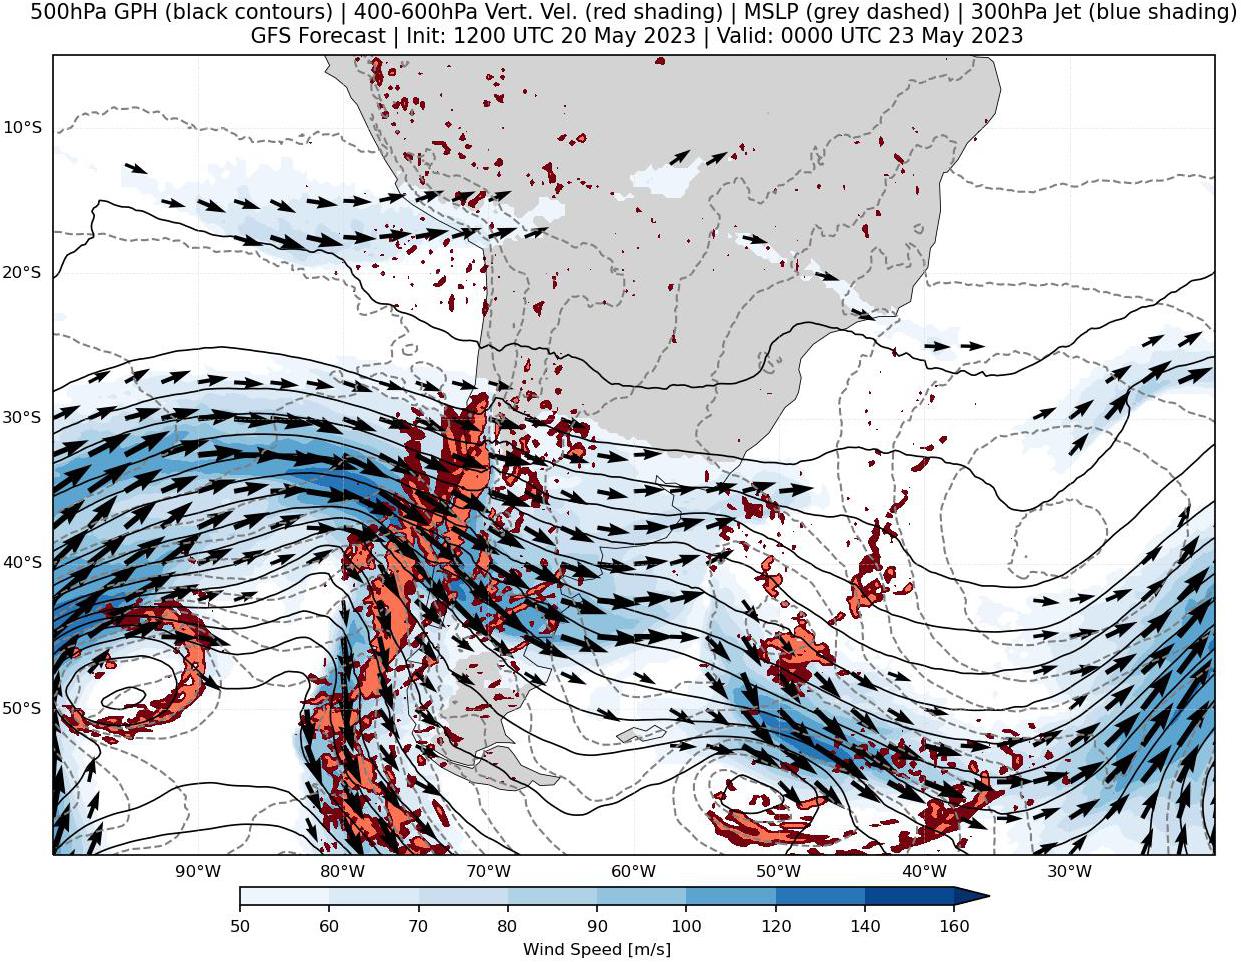 500hPa GPH (black contours) | 400-600hPa Vert. Vel. (red shading) | MSLP (grey dashed) | 300hPa Jet (blue shading)
GFS Forecast | Init: 1200 UTC 20 May 2023 | Valid: 0000 UTC 23 May 2023
10°S
20°S
30°S
40°S
50°S
90°W 80°W 70°W 60°W 50°W 40°W 30°W
50 60 70 80 90 100 120 140 160
Wind Speed [m/s]